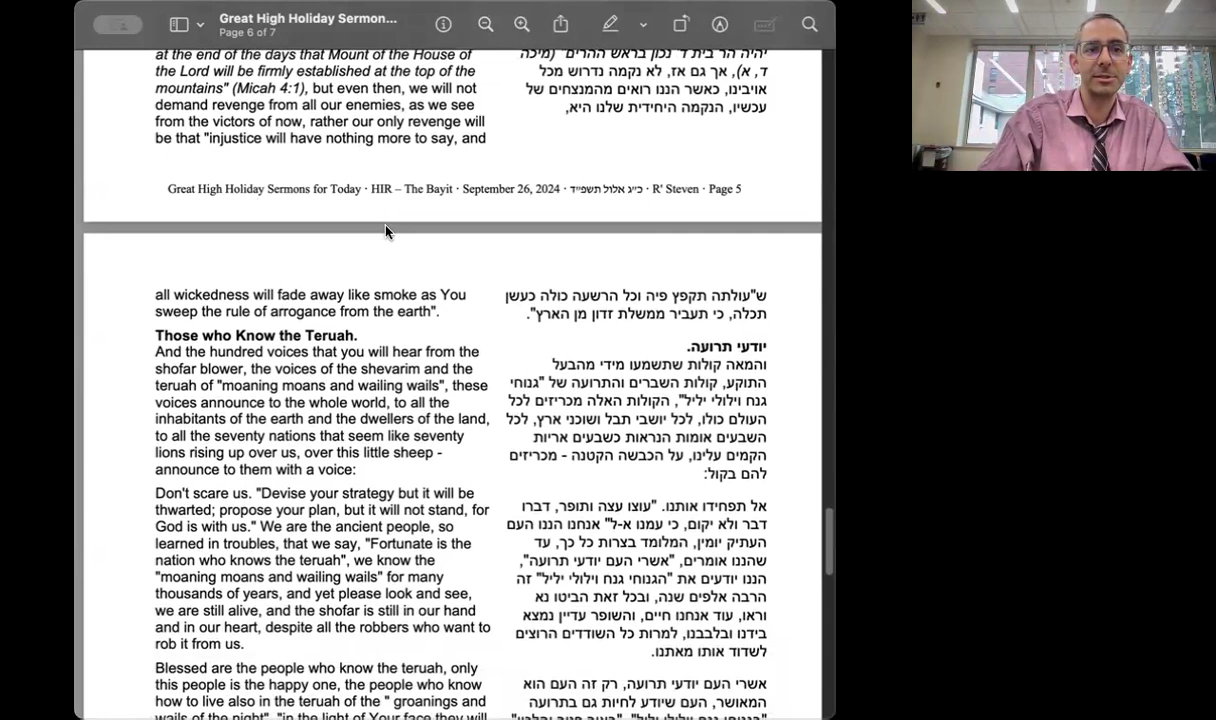 Great High Holiday Sermon...
Page 6 of 7
at the end of the days that Mount of the House of
the Lord will be firmly established at the top of the
mountains" (Micah 4:1), but even then, we will not
demand revenge from all our enemies, as we see
from the victors of now, rather our only revenge will
be that "injustice will have nothing more to say, and
יהיה הר בית ד' נכון בראש ההרים" (מיכה
ד, א), אך גם אז, לא נקמה נדרוש מכל
אויבינו, כאשר הננו רואים מהמנצחים של
עכשיו, הנקמה היחידית שלנו היא,
Great High Holiday Sermons for Today · HIR – The Bayit · September 26, 2024 · כ״ג אלול תשפ״ד · R' Steven · Page 5
all wickedness will fade away like smoke as You
sweep the rule of arrogance from the earth".
Those who Know the Teruah.
And the hundred voices that you will hear from the
shofar blower, the voices of the shevarim and the
teruah of "moaning moans and wailing wails", these
voices announce to the whole world, to all the
inhabitants of the earth and the dwellers of the land,
to all the seventy nations that seem like seventy
lions rising up over us, over this little sheep -
announce to them with a voice:
Don't scare us. "Devise your strategy but it will be
thwarted; propose your plan, but it will not stand, for
God is with us." We are the ancient people, so
learned in troubles, that we say, "Fortunate is the
nation who knows the teruah", we know the
"moaning moans and wailing wails" for many
thousands of years, and yet please look and see,
we are still alive, and the shofar is still in our hand
and in our heart, despite all the robbers who want to
rob it from us.
Blessed are the people who know the teruah, only
this people is the happy one, the people who know
how to live also in the teruah of the " groanings and
wails of the night", "in the light of Your face they will
ש"עולתה תקפץ פיה וכל הרשעה כולה כעשן
תכלה, כי תעביר ממשלת זדון מן הארץ".
יודעי תרועה.
והמאה קולות שתשמעו מידי מהבעל
התוקע, קולות השברים והתרועה של "גנוחי
גנח וילולי יליל", הקולות האלה מכריזים לכל
העולם כולו, לכל יושבי תבל ושוכני ארץ, לכל
השבעים אומות הנראות כשבעים אריות
הקמים עלינו, על הכבשה הקטנה - מכריזים
להם בקול:
אל תפחידו אותנו. "עוצו עצה ותופר, דברו
דבר ולא יקום, כי עמנו א-ל" אנחנו הננו העם
העתיק יומין, המלומד בצרות כל כך, עד
שהננו אומרים, "אשרי העם יודעי תרועה",
הננו יודעים את "הגנוחי גנח וילולי יליל" זה
הרבה אלפים שנה, ובכל זאת הביטו נא
וראו, עוד אנחנו חיים, והשופר עדיין נמצא
בידנו ובלבבנו, למרות כל השודדים הרוצים
לשדוד אותו מאתנו.
אשרי העם יודעי תרועה, רק זה העם הוא
המאושר, העם שיודע לחיות גם בתרועה